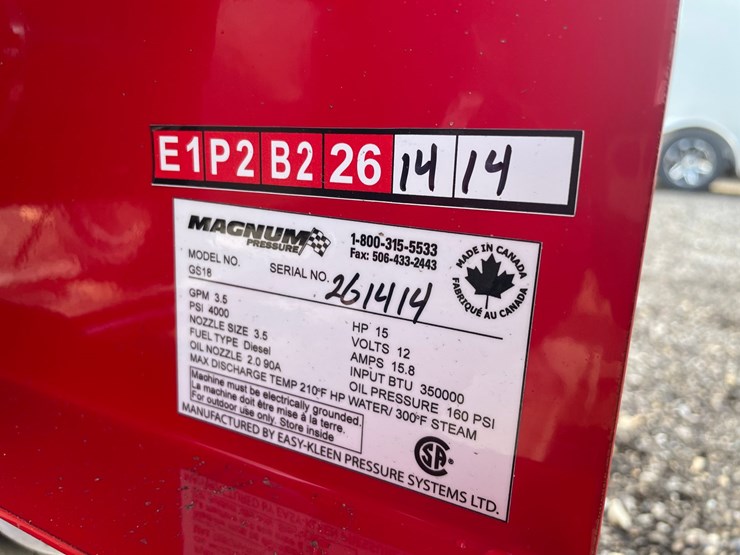 E1 P2 B2 26 14 14
MAGNUM
PRESSURE
1-800-315-5533
Fax: 506-433-2443
MADE IN CANADA
FABRIQUÉ AU CANADA
MODEL NO.
GS18
SERIAL NO. 261414
GPM 3.5
PSI 4000
NOZZLE SIZE 3.5
FUEL TYPE Diesel
OIL NOZZLE 2.0 90A
HP 15
VOLTS 12
AMPS 15.8
INPUT BTU 350000
OIL PRESSURE 160 PSI
MAX DISCHARGE TEMP 210°F HP WATER/ 300°F STEAM
Machine must be electrically grounded.
La machine doit être mise à la terre.
For outdoor use only. Store inside
MANUFACTURED BY EASY-KLEEN PRESSURE SYSTEMS LTD.
SA